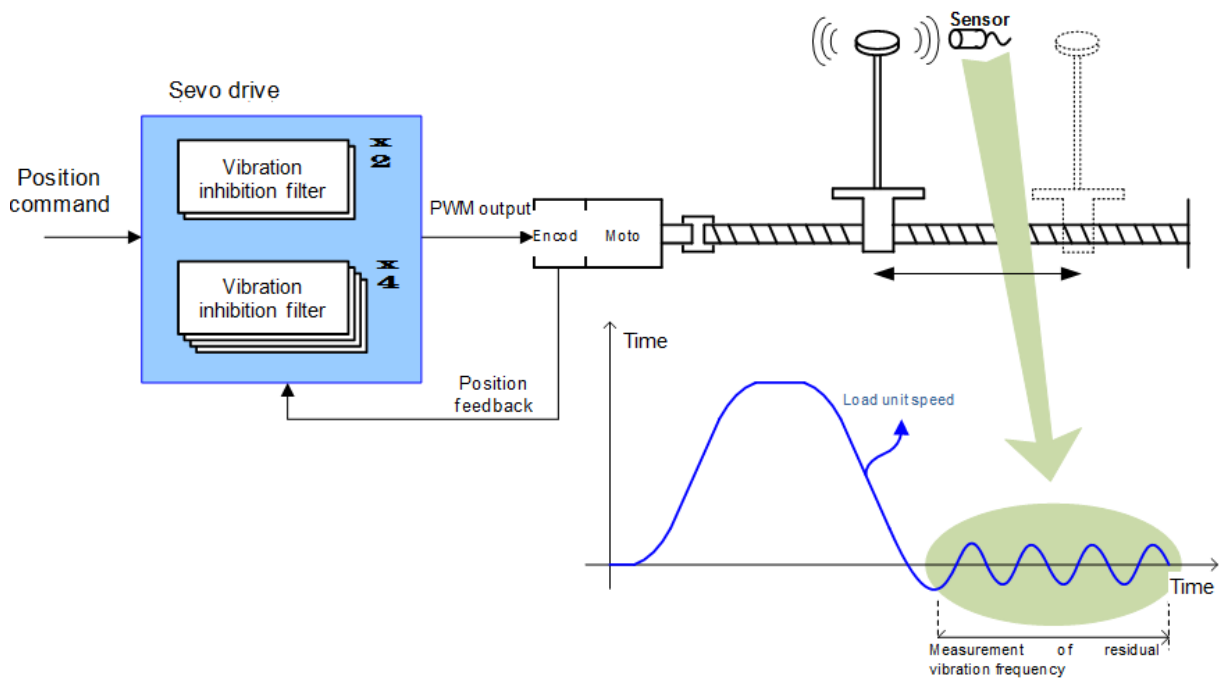 Sensor
Sevo drive
x
2
Vibration
inhibition filter
Position
command
PWM output
Encod
Moto
x
4
Vibration
inhibition filter
Position
feedback
Time
Load unit speed
Time
Measurement of residual
vibration frequency